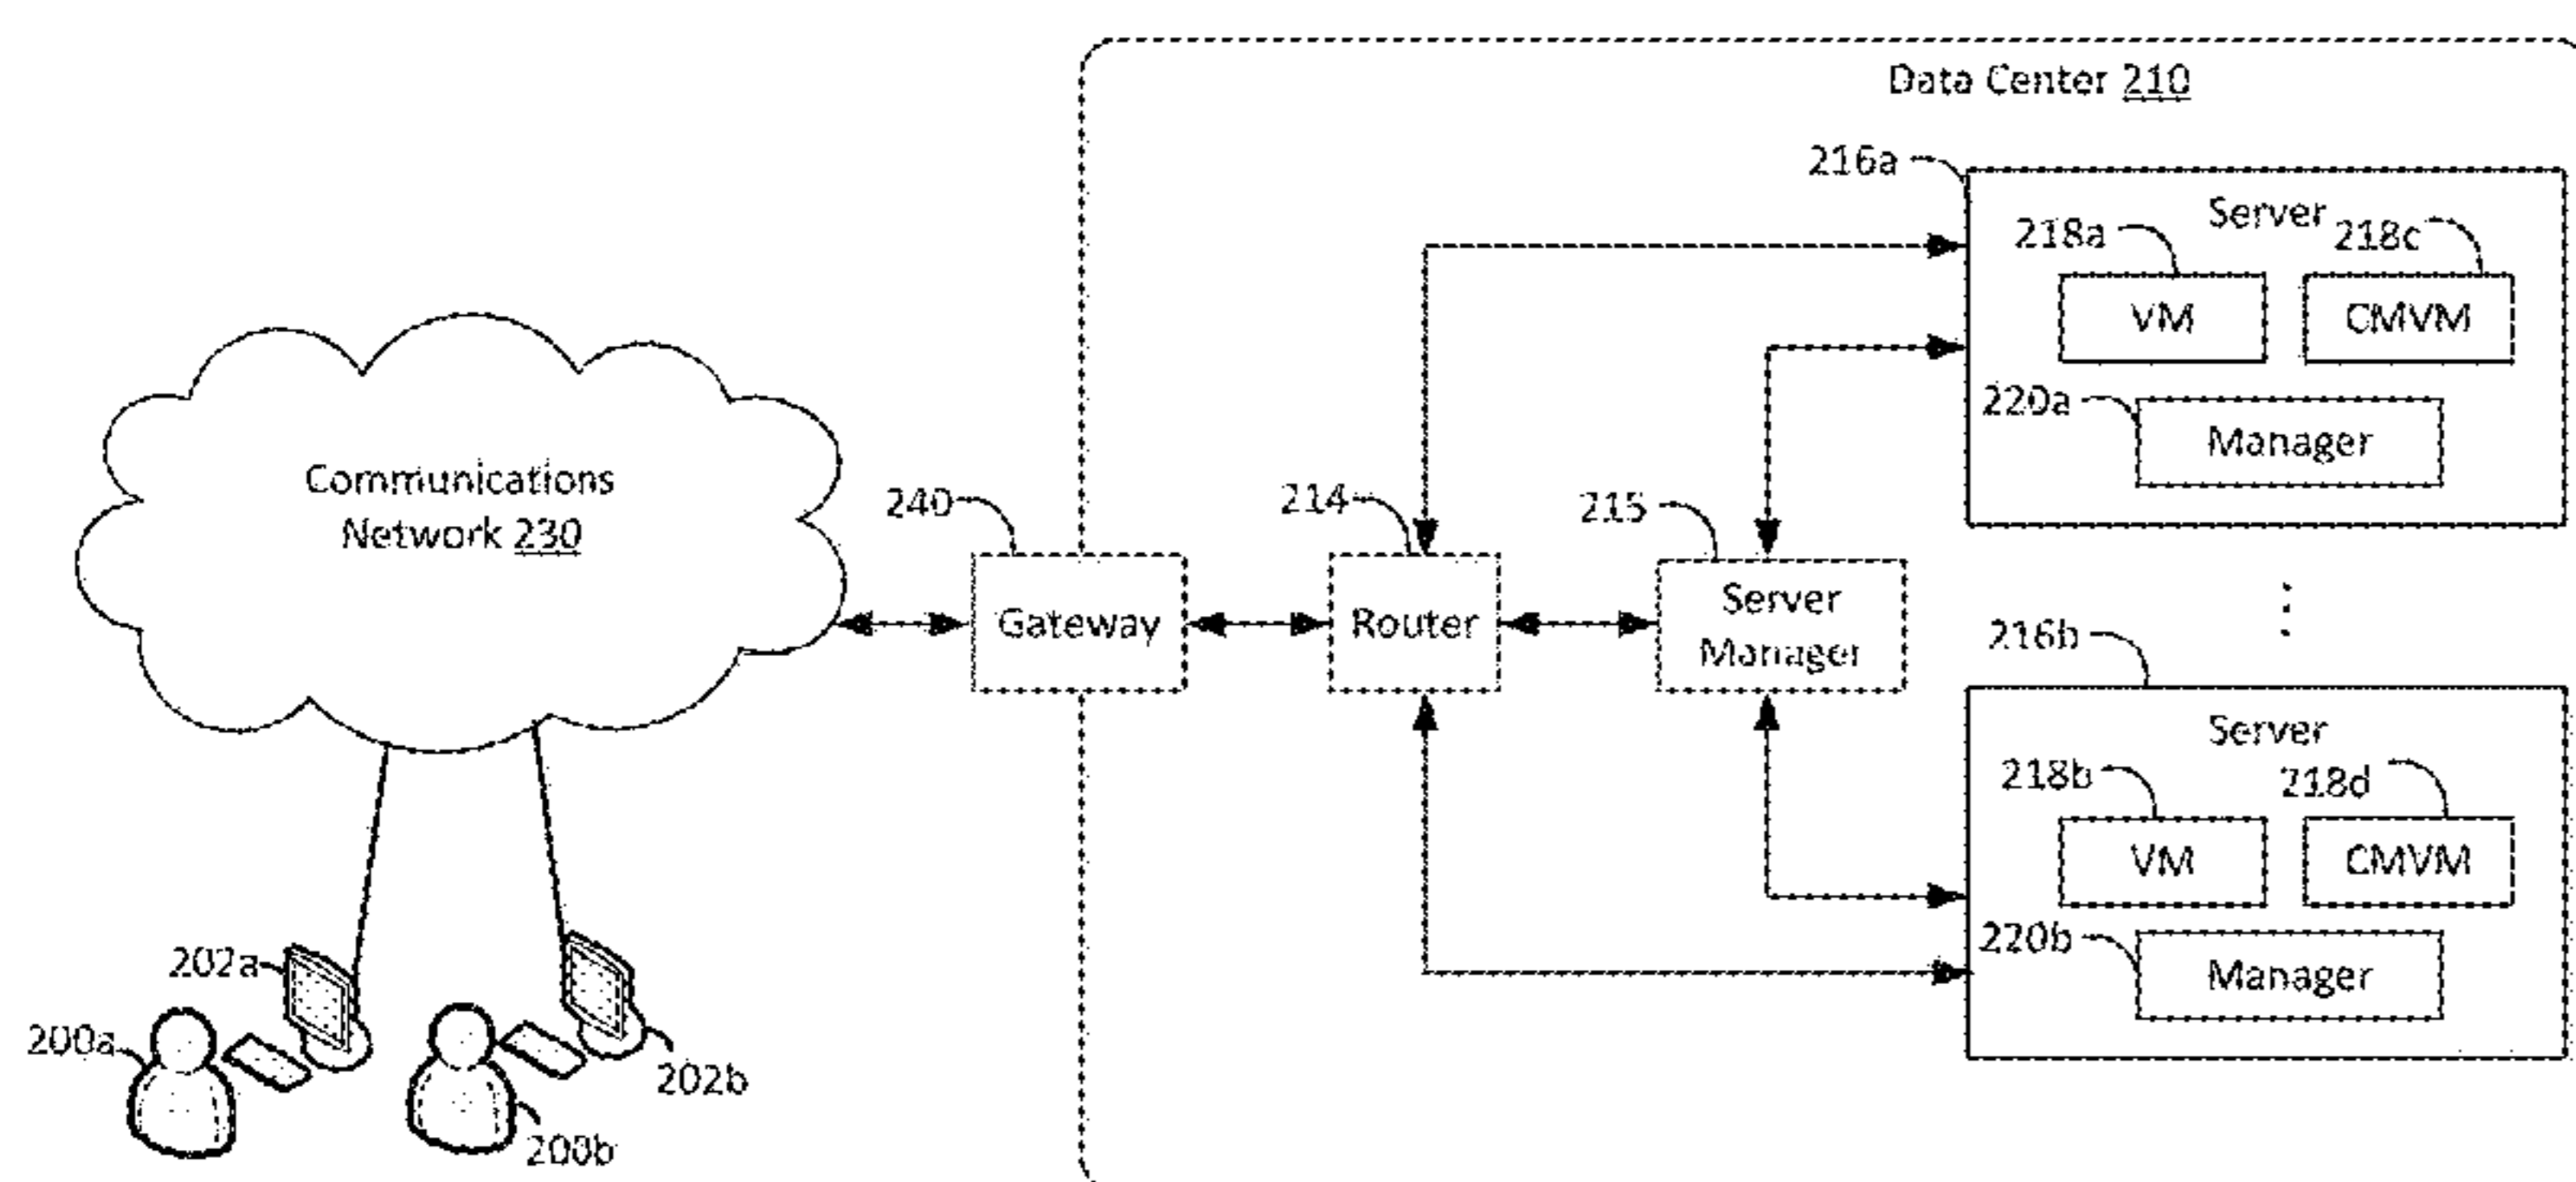 Data Center 210
216a
Server
218a
218c
VM
CMVM
220a
Manager
Communications
Network 230
240
214
215
Gateway
Router
Server
Manager
216b
Server
218b
218d
VM
CMVM
220b
Manager
202a
200a
202b
200b